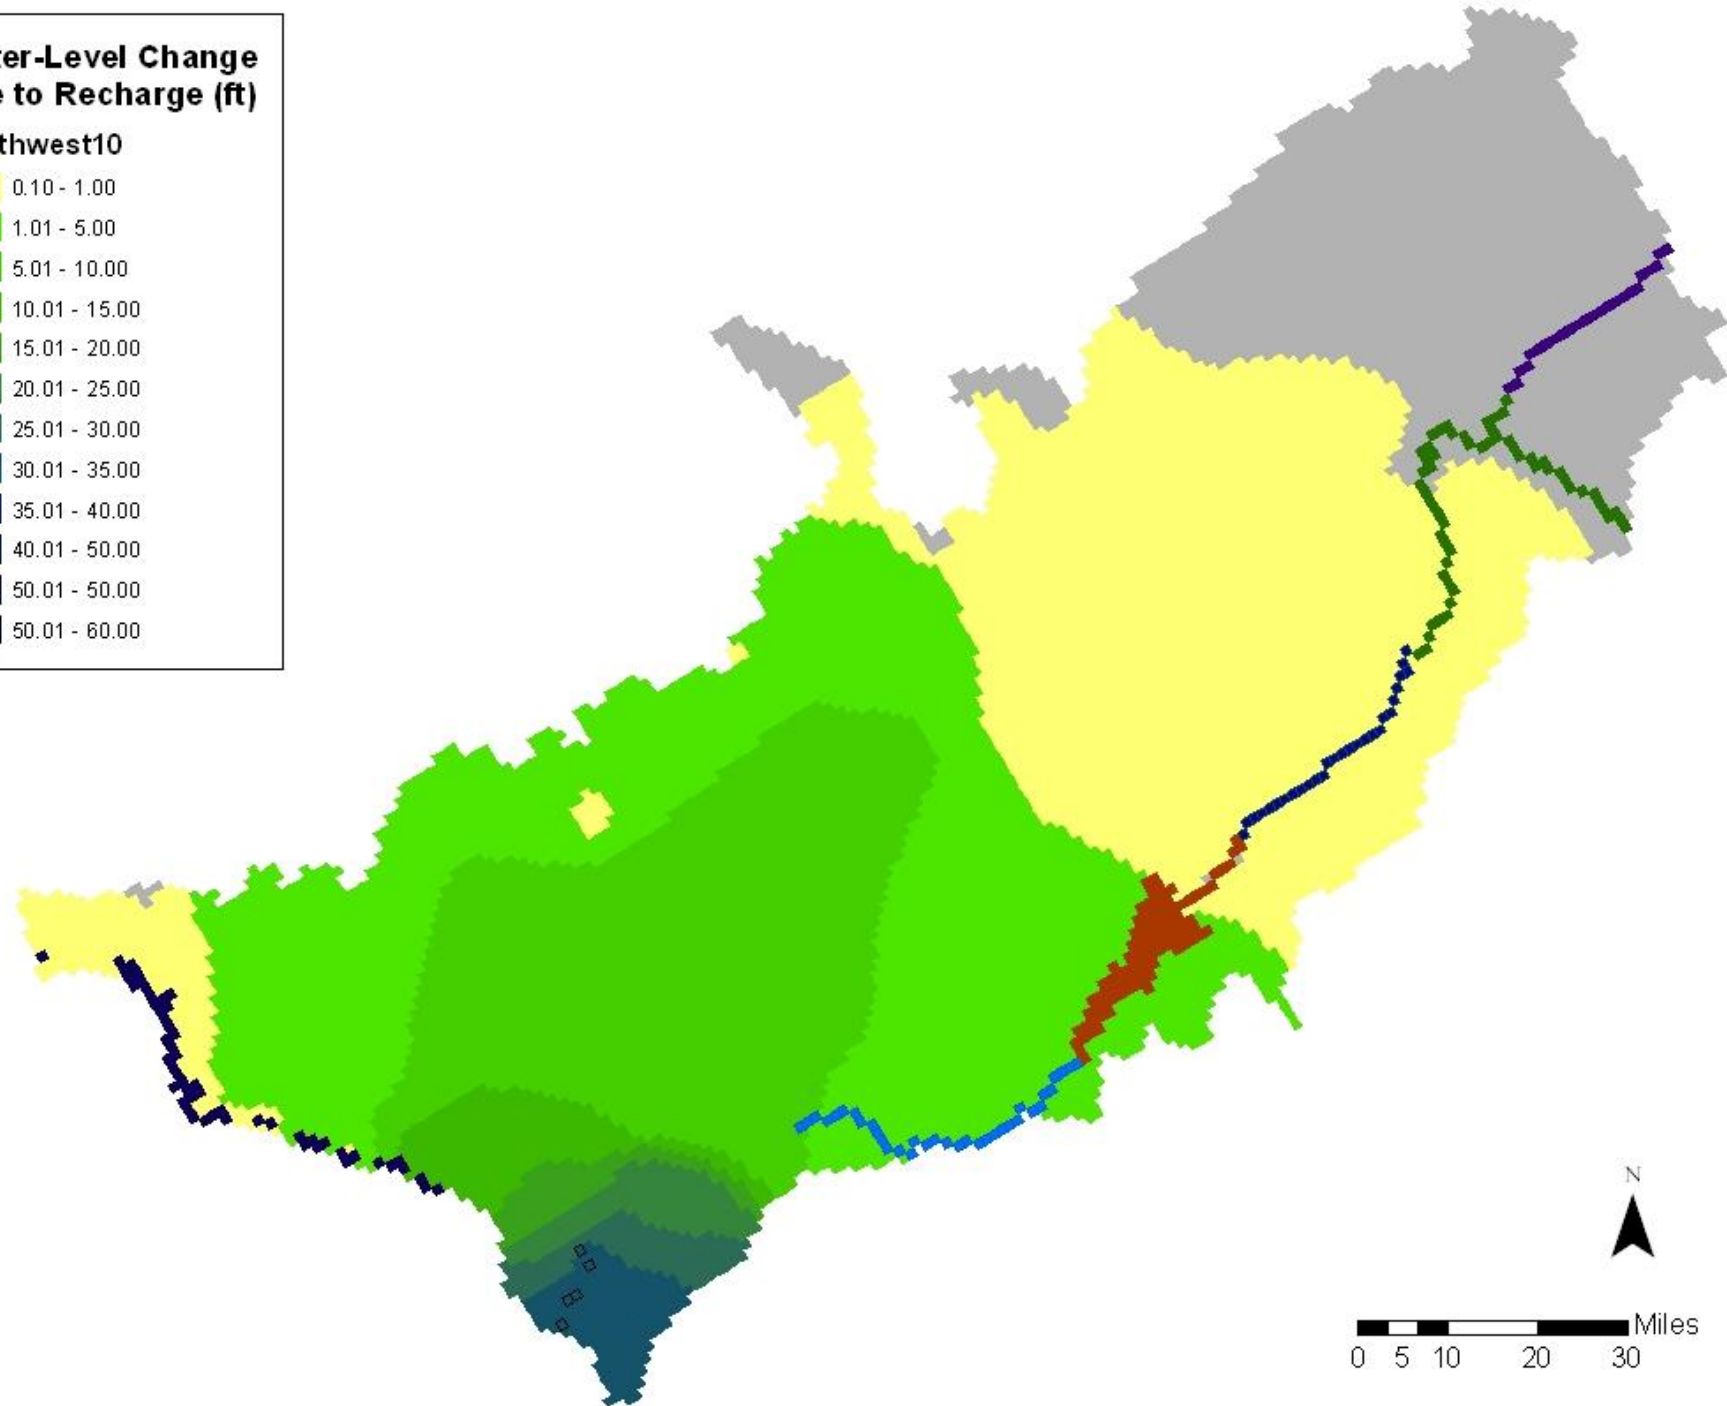 ter-Level Change
e to Recharge (ft)
thwest10
0.10 - 1.00
1.01 - 5.00
5.01 - 10.00
10.01 - 15.00
15.01 - 20.00
20.01 - 25.00
25.01 - 30.00
30.01 - 35.00
35.01 - 40.00
40.01 - 50.00
50.01 - 50.00
50.01 - 60.00
N
Miles
0 5 10 20 30